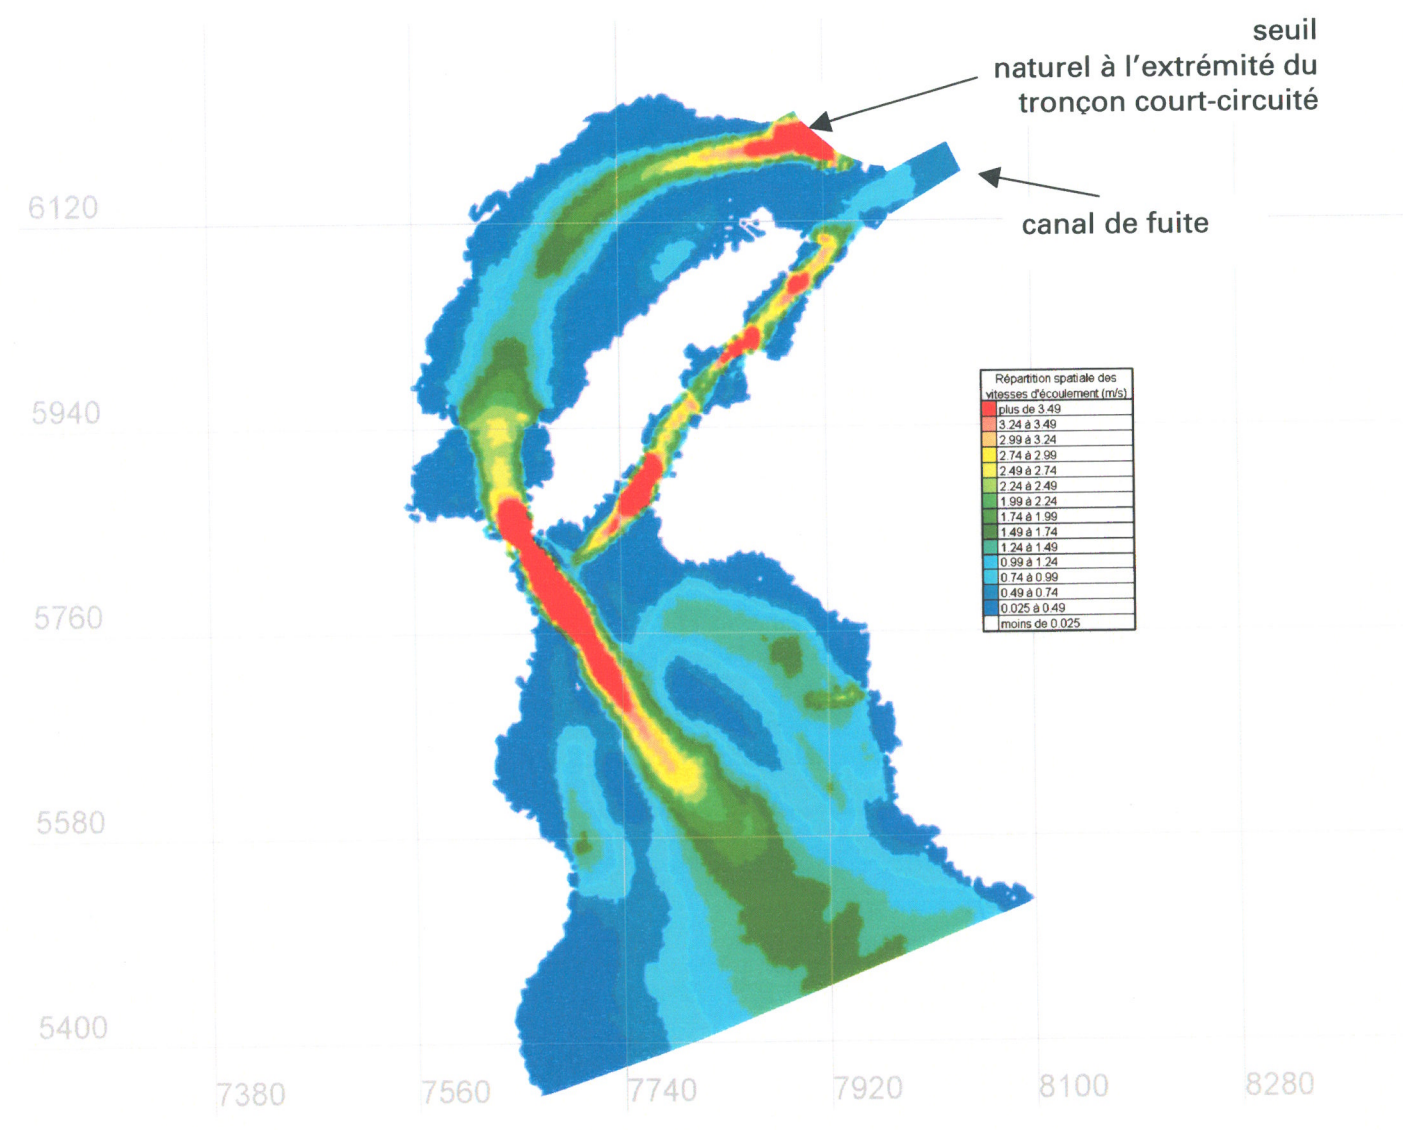 seuil
naturel à l'extrémité du
tronçon court-circuité
canal de fuite
6120
5940
5760
5580
5400
7380
7560
7740
7920
8100
8280
Répartition spatiale des
vitesses d'écoulement (m/s)
plus de 3.49
3.24 à 3.49
2.99 à 3.24
2.74 à 2.99
2.49 à 2.74
2.24 à 2.49
1.99 à 2.24
1.74 à 1.99
1.49 à 1.74
1.24 à 1.49
0.99 à 1.24
0.74 à 0.99
0.49 à 0.74
0.025 à 0.49
moins de 0.025